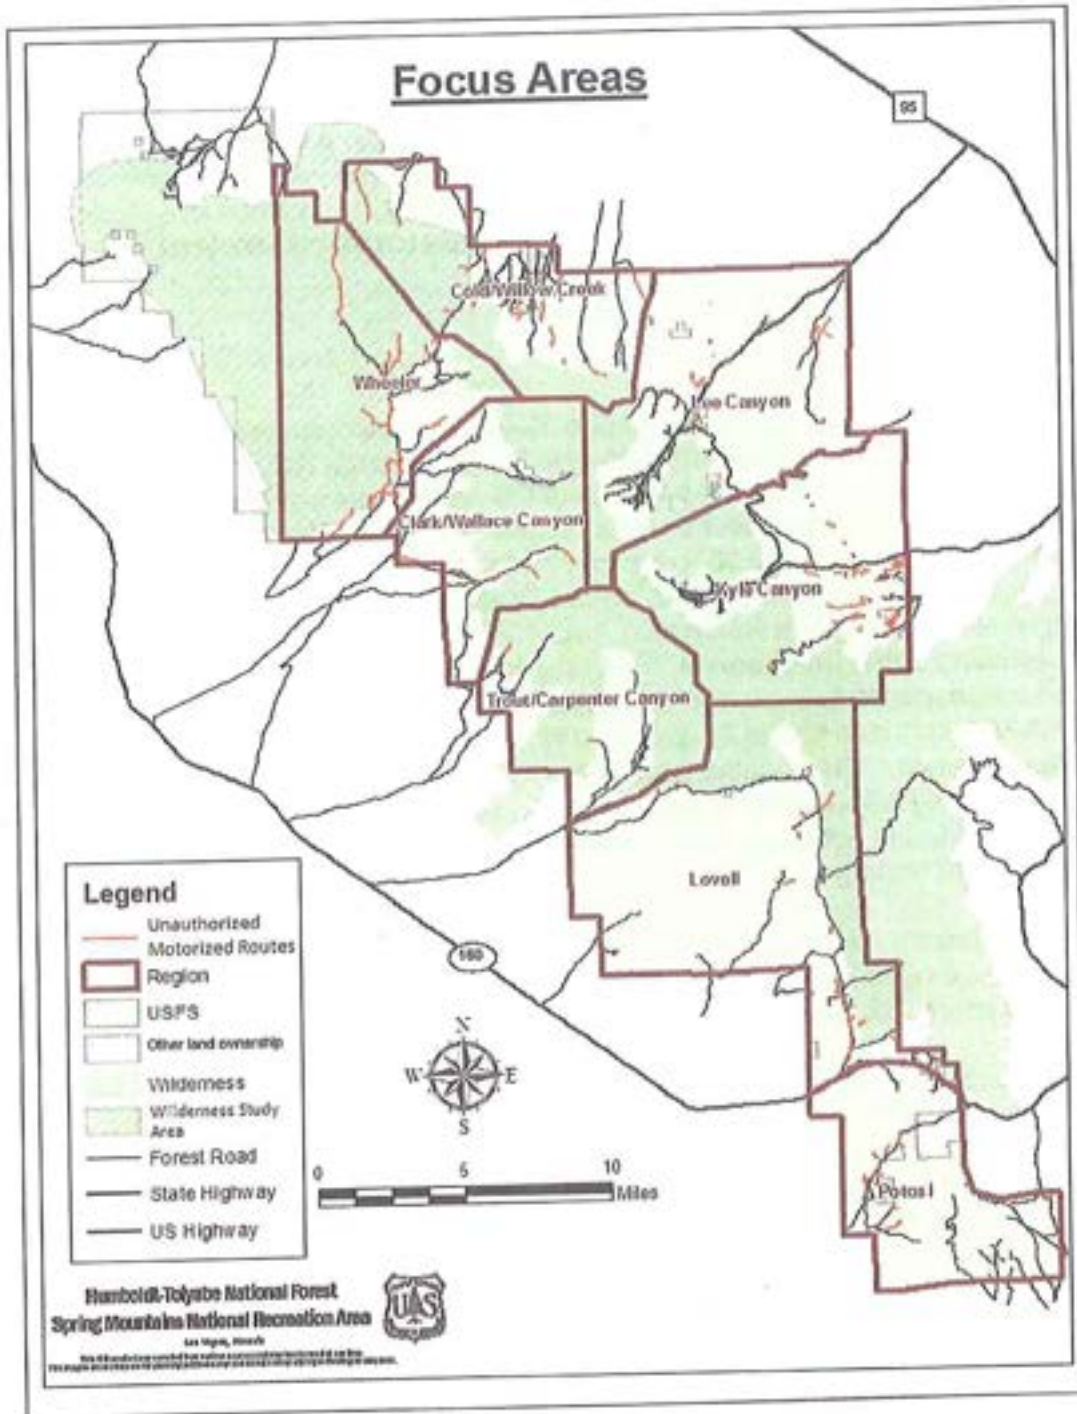 Focus Areas
95
Cold/Willow Creek
Wheeler
Lee Canyon
Clark/Wallace Canyon
Kyle Canyon
Trout/Carpenter Canyon
Lovell
160
Potosi
Legend
Unauthorized
Motorized Routes
Region
USFS
Other land ownership
Wilderness
Wilderness Study
Area
Forest Road
State Highway
US Highway
N
W
E
S
0
5
10
Miles
Humboldt-Toiyabe National Forest
Spring Mountains National Recreation Area
Las Vegas, Nevada
UAS